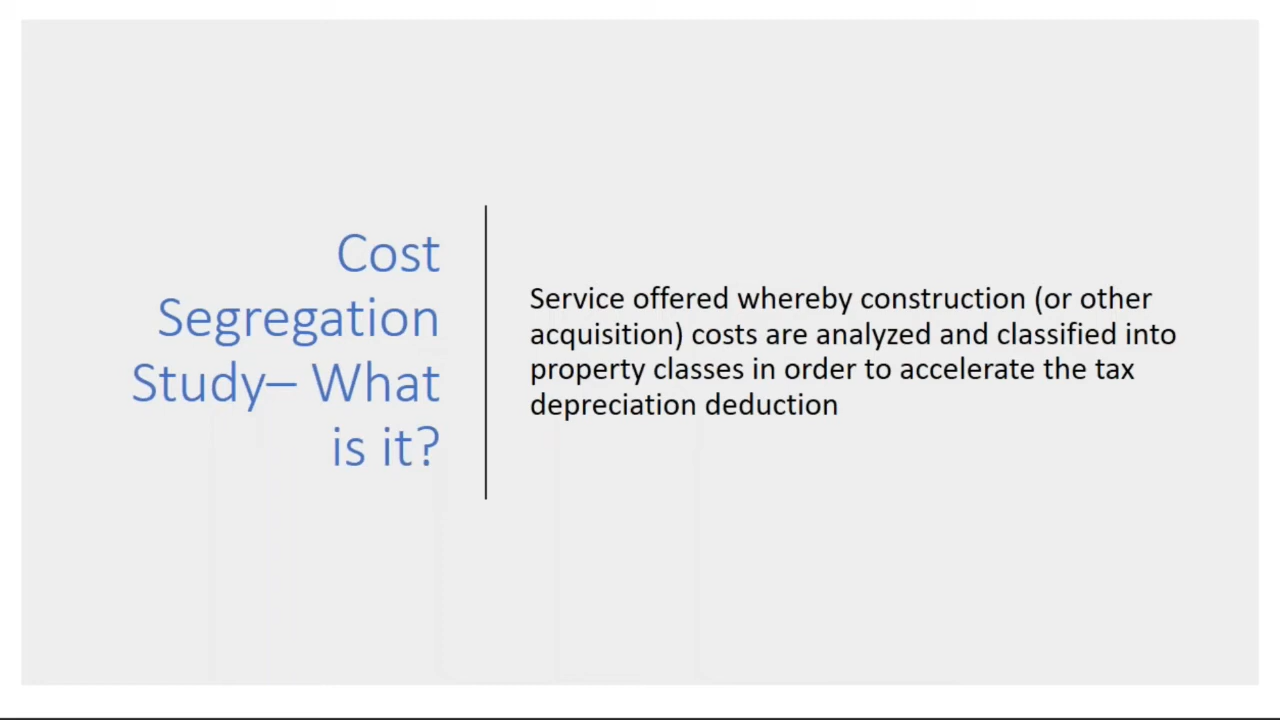 Cost
Segregation
Study– What
is it?
Service offered whereby construction (or other
acquisition) costs are analyzed and classified into
property classes in order to accelerate the tax
depreciation deduction